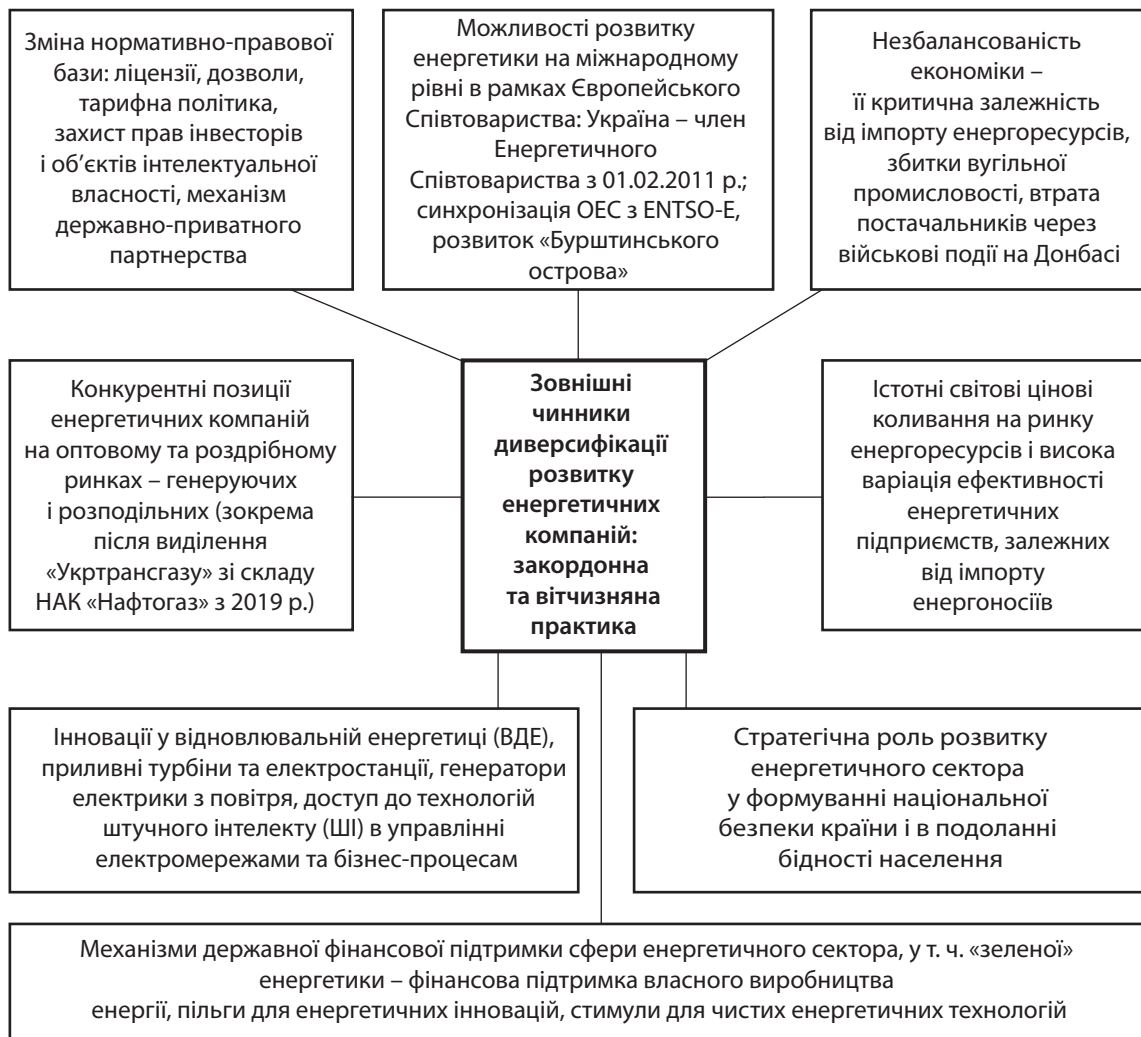 Зміна нормативно-правової
бази: ліцензії, дозволи,
тарифна політика,
захист прав інвесторів
і об’єктів інтелектуальної
власності, механізм
державно-приватного
партнерства
Можливості розвитку
енергетики на міжнародному
рівні в рамках Європейського
Співтовариства: Україна – член
Енергетичного
Співтовариства з 01.02.2011 р.;
синхронізація ОЕС з ENTSO-E,
розвиток «Бурштинського
острова»
Незбалансованість
економіки –
її критична залежність
від імпорту енергоресурсів,
збитки вугільної
промисловості, втрата
постачальників через
військові події на Донбасі
Конкурентні позиції
енергетичних компаній
на оптовому та роздрібному
ринках – генеруючих
і розподільних (зокрема
після виділення
«Укртрансгазу» зі складу
НАК «Нафтогаз» з 2019 р.)
Зовнішні
чинники
диверсифікації
розвитку
енергетичних
компаній:
закордонна
та вітчизняна
практика
Істотні світові цінові
коливання на ринку
енергоресурсів і висока
варіація ефективності
енергетичних
підприємств, залежних
від імпорту
енергоносіїв
Інновації у відновлювальній енергетиці (ВДЕ),
приливні турбіни та електростанції, генератори
електрики з повітря, доступ до технологій
штучного інтелекту (ШІ) в управлінні
електромережами та бізнес-процесам
Стратегічна роль розвитку
енергетичного сектора
у формуванні національної
безпеки країни і в подоланні
бідності населення
Механізми державної фінансової підтримки сфери енергетичного сектора, у т. ч. «зеленої»
енергетики – фінансова підтримка власного виробництва
енергії, пільги для енергетичних інновацій, стимули для чистих енергетичних технологій